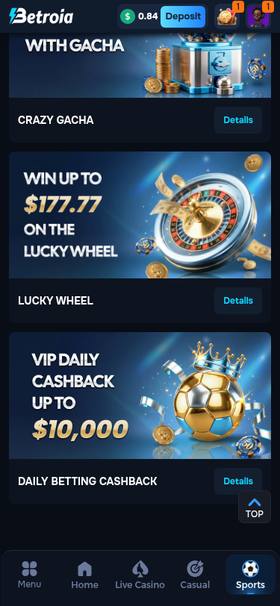 Betroia
$ 0.84 Deposit 1 1
WITH GACHA
CRAZY GACHA Details
WIN UP TO
$177.77
ON THE
LUCKY WHEEL
LUCKY WHEEL Details
VIP DAILY
CASHBACK
UP TO
$10,000
DAILY BETTING CASHBACK Details
TOP
Menu Home Live Casino Casual Sports